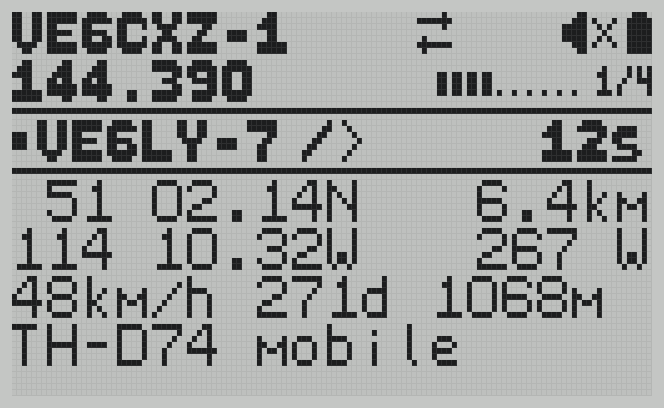 VE6CXZ-1
144.390 1/4
VE6LY-7 /> 12s
51 02.14N 6.4km
114 10.32W 267 W
48km/h 271d 1068m
TH-D74 mobile